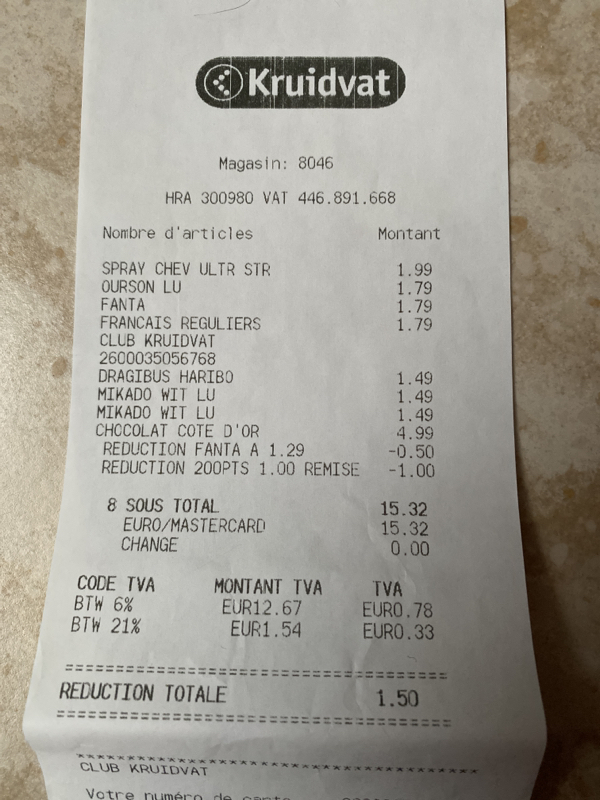 Kruidvat
Magasin: 8046
HRA 300980 VAT 446.891.668
Nombre d'articles Montant
SPRAY CHEV ULTR STR 1.99
OURSON LU 1.79
FANTA 1.79
FRANCAIS REGULIERS 1.79
CLUB KRUIDVAT
2600035056768
DRAGIBUS HARIBO 1.49
MIKADO WIT LU 1.49
MIKADO WIT LU 1.49
CHOCOLAT COTE D'OR 4.99
REDUCTION FANTA A 1.29 -0.50
REDUCTION 200PTS 1.00 REMISE -1.00
8 SOUS TOTAL 15.32
EURO/MASTERCARD 15.32
CHANGE 0.00
CODE TVA MONTANT TVA TVA
BTW 6% EUR12.67 EUR0.78
BTW 21% EUR1.54 EUR0.33
REDUCTION TOTALE 1.50
CLUB KRUIDVAT
Votre numéro de carte